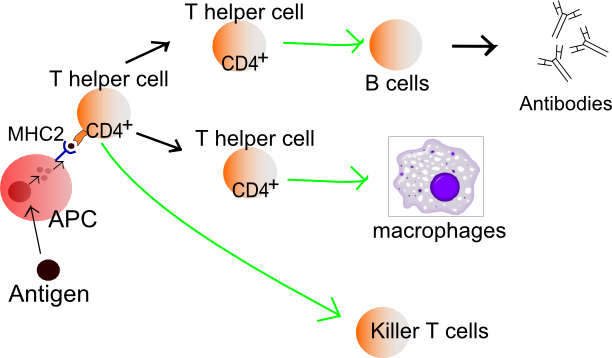 T helper cell
CD4+
B cells
Antibodies
T helper cell
MHC2
CD4+
T helper cell
CD4+
macrophages
APC
Antigen
Killer T cells